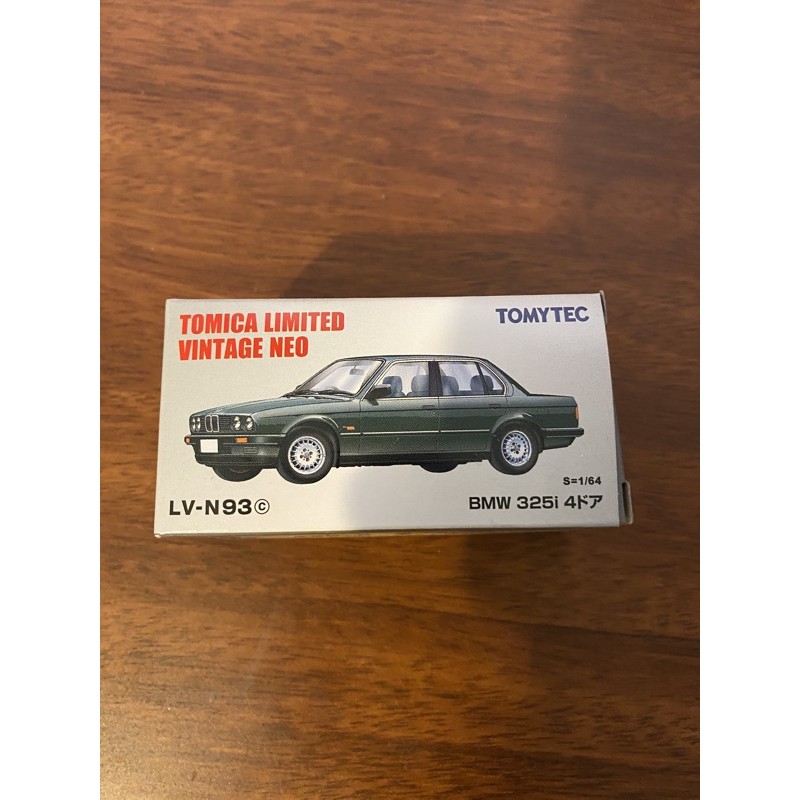 TOMICA LIMITED
VINTAGE NEO
TOMYTEC
S=1/64
LV-N93ⓒ
BMW 325i 4ドア